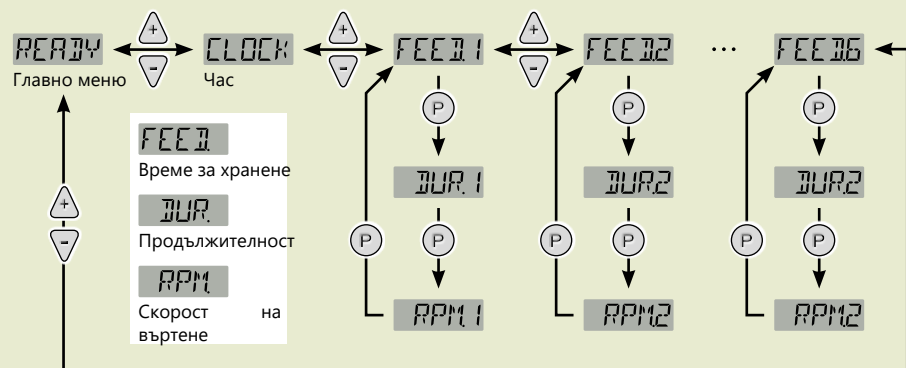 + + +
READY CLOCK FEED.1 FEED.2 ... FEED.6
- - -
Главно меню Час
P P P
FEED.
Време за хранене
DUR.1 DUR.2 DUR.2
+
DUR.
-
Продължителност
P P P P P P
RPM.
Скорост на
въртене
RPM.1 RPM.2 RPM.2